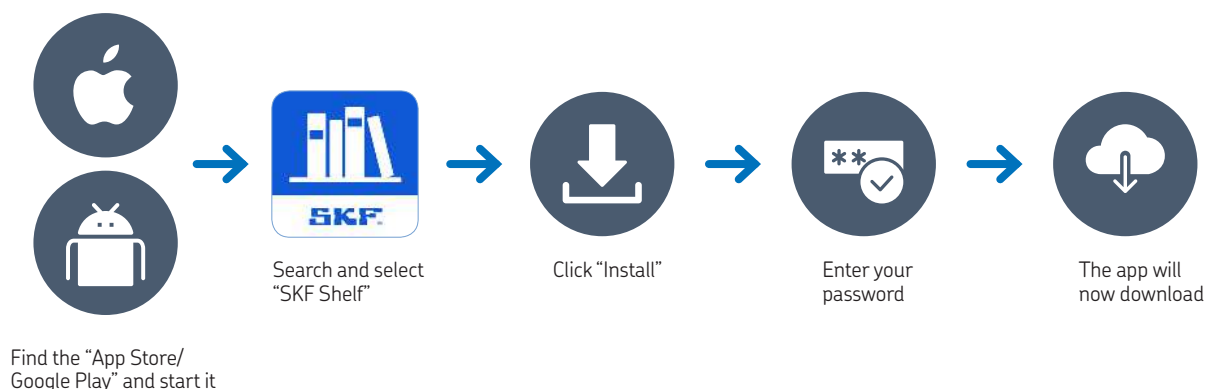 Find the “App Store/
Google Play” and start it
SKF.
Search and select
“SKF Shelf”
Click “Install”
**
Enter your
password
The app will
now download